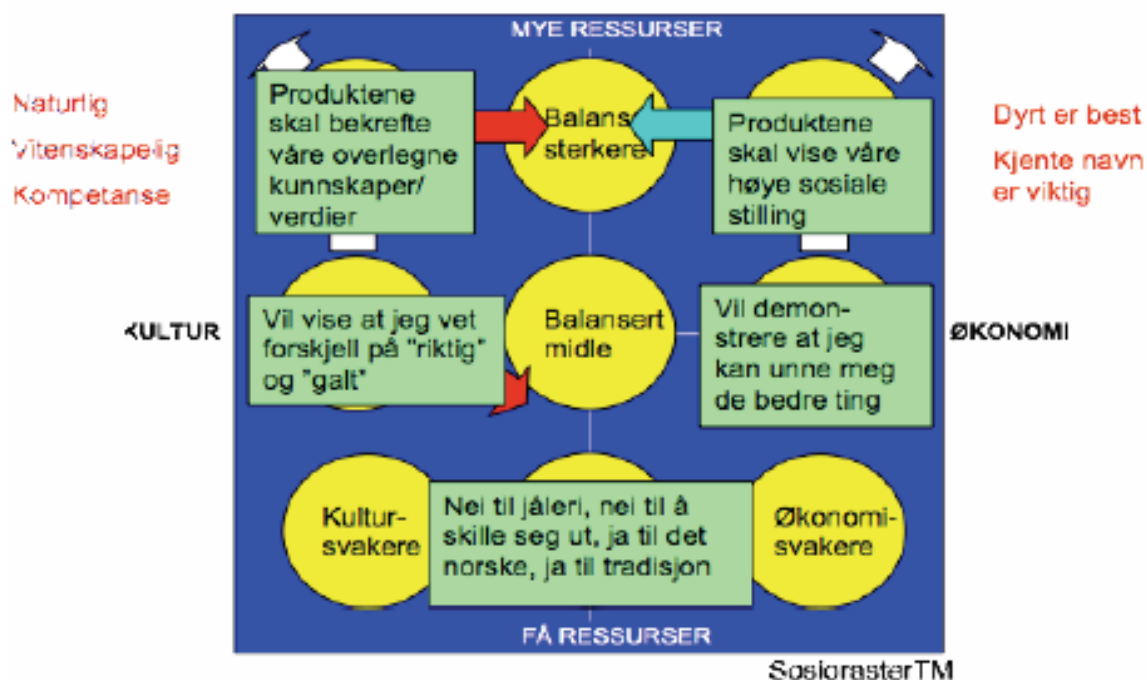 MYE RESSURSER
Naturlig
Vitenskapelig
Kompetanse
Produktene
skal bekrefte
våre overlegne
kunnskaper/
verdier
Balans
sterkere
Produktene
skal vise våre
høye sosiale
stilling
Dyrt er best
Kjente navn
er viktig
KULTUR
Vil vise at jeg vet
forskjell på "riktig"
og "galt"
Balansert
midle
Vil demon-
strere at jeg
kan unne meg
de bedre ting
ØKONOMI
Kultur-
svakere
Nei til jåleri, nei til å
skille seg ut, ja til det
norske, ja til tradisjon
Økonomi-
svakere
FÅ RESSURSER
SosiorasterTM